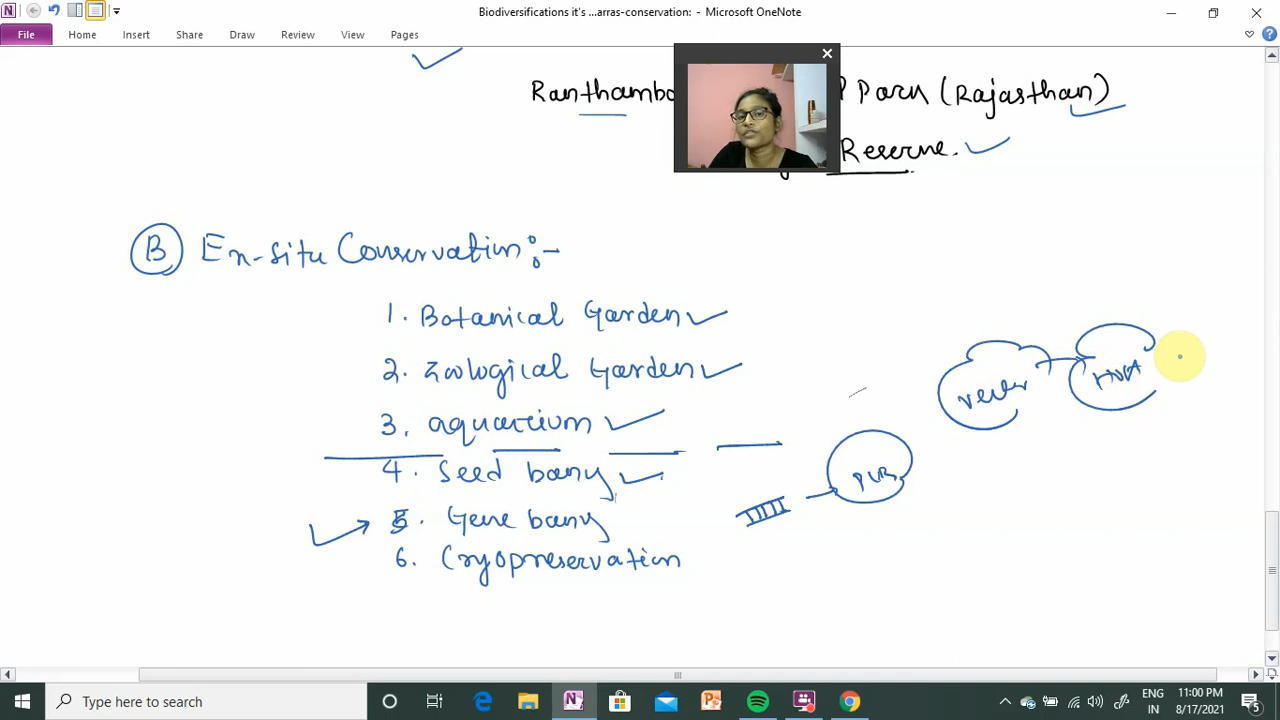 Biodiversifications it's ...arras-conservation: - Microsoft OneNote
File Home Insert Draw Review View Pages
Ranthambo P Park (Rajasthan)
Reserve.
B Ex-situ Conservation:-
1. Botanical Garden
2. Zoological Garden
3. aquarium
4. Seed bank
5. Gene bank
6. Cryopreservation
vector
Type here to search
ENG 11:00 PM
IN 8/17/2021
5